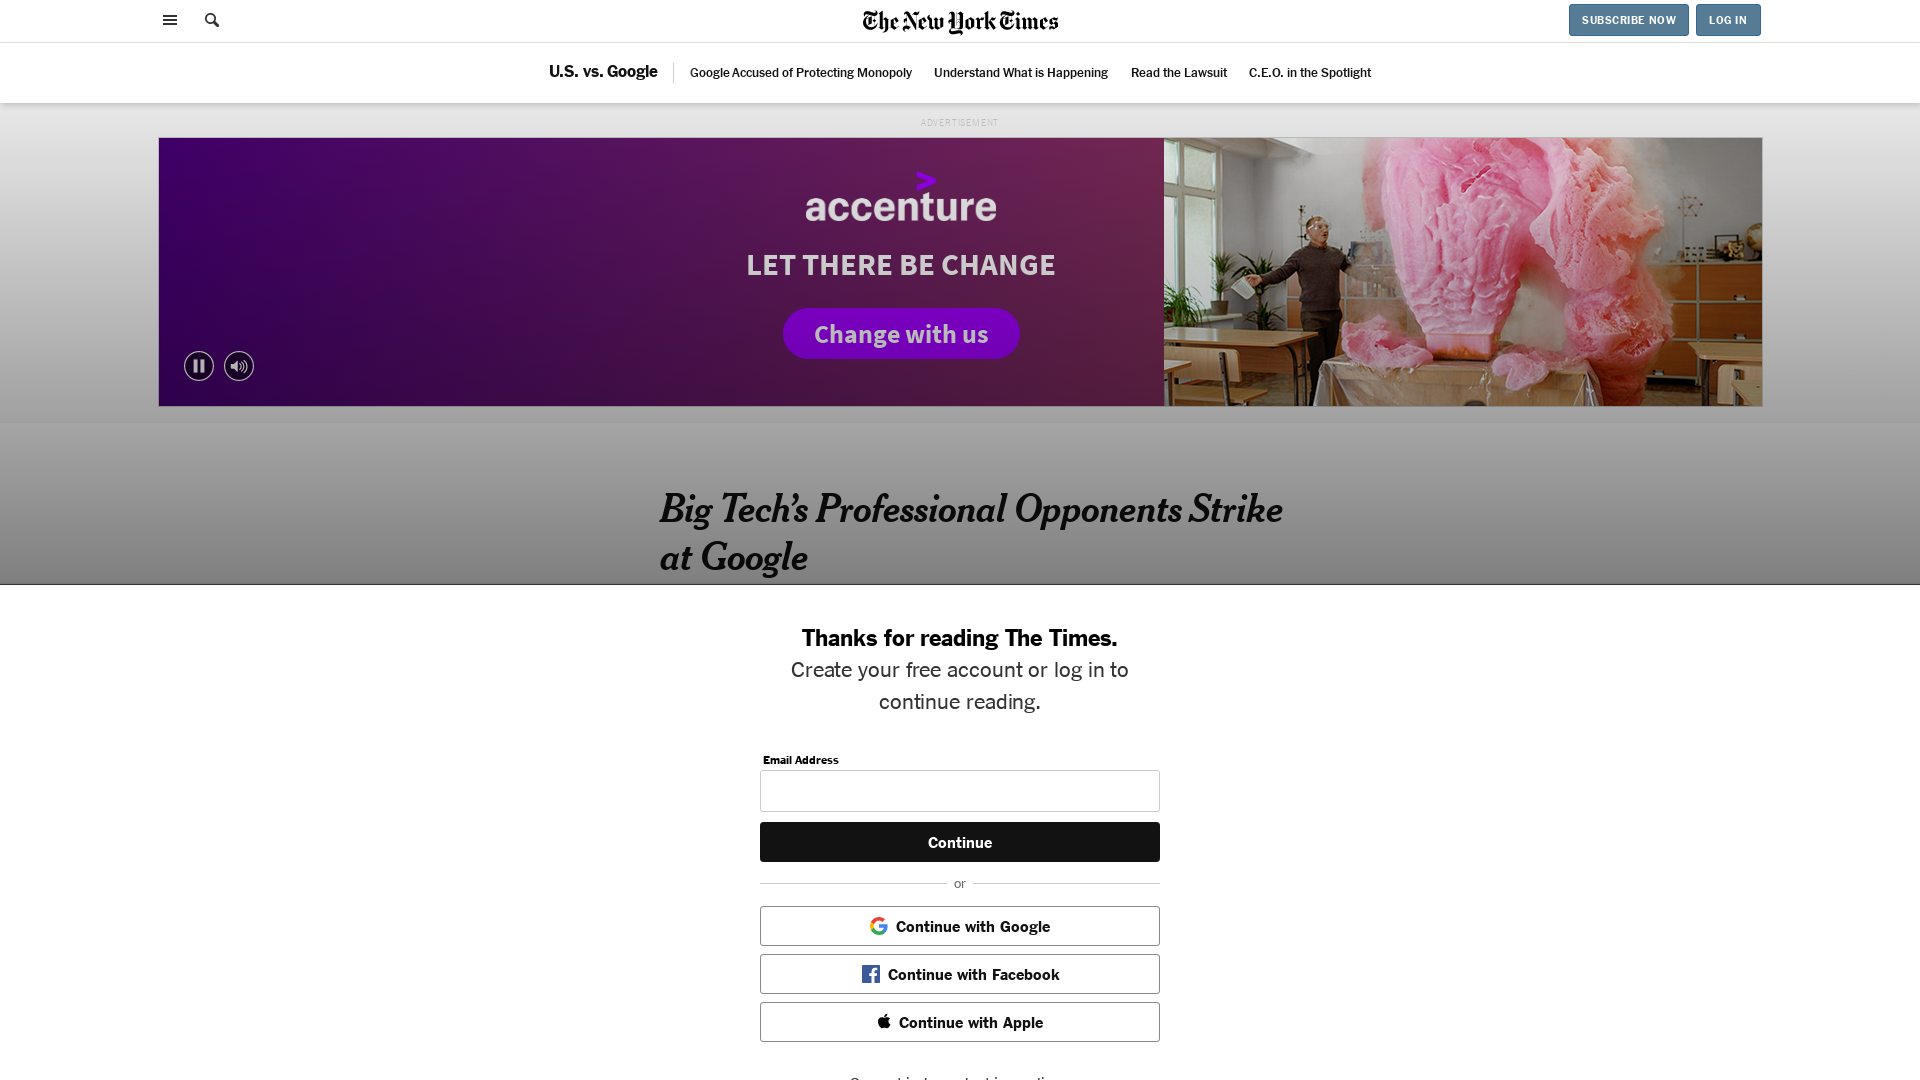 The New York Times
SUBSCRIBE NOW
LOG IN
U.S. vs. Google
Google Accused of Protecting Monopoly
Understand What is Happening
Read the Lawsuit
C.E.O. in the Spotlight
ADVERTISEMENT
>
accenture
LET THERE BE CHANGE
Change with us
Big Tech’s Professional Opponents Strike
at Google
Thanks for reading The Times.
Create your free account or log in to
continue reading.
Email Address
Continue
or
Continue with Google
Continue with Facebook
Continue with Apple